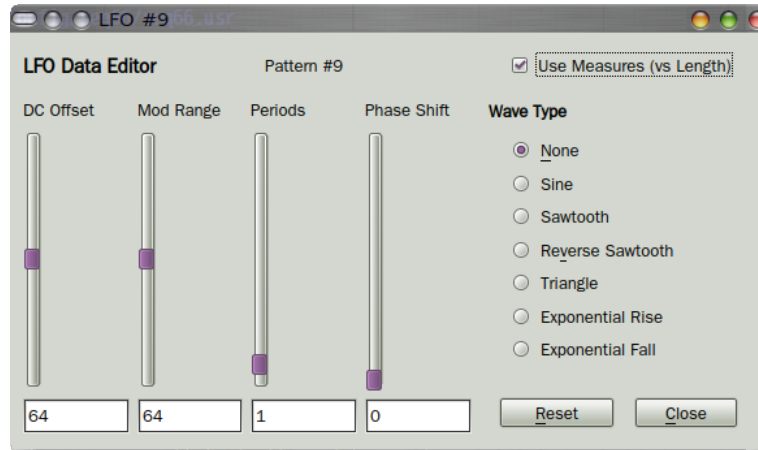 LFO #9
LFO Data Editor Pattern #9 Use Measures (vs Length)
DC Offset Mod Range Periods Phase Shift Wave Type
None
Sine
Sawtooth
Reverse Sawtooth
Triangle
Exponential Rise
Exponential Fall
64 64 1 0 Reset Close